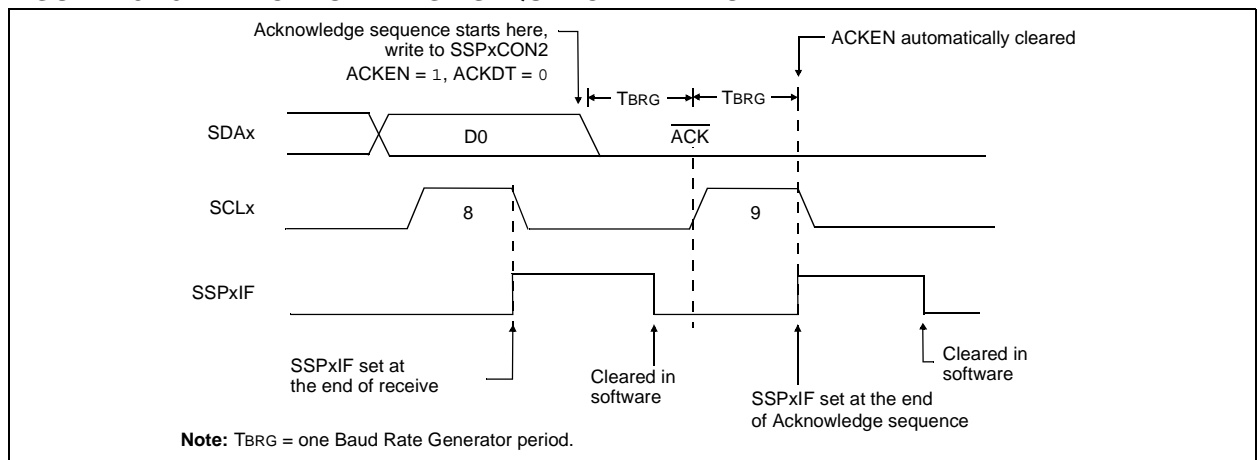 Acknowledge sequence starts here,
write to SSPxCON2
ACKEN = 1, ACKDT = 0
ACKEN automatically cleared
TBRG
TBRG
SDAx
D0
ACK
SCLx
8
9
SSPxIF
SSPxIF set at
the end of receive
Cleared in
software
SSPxIF set at the end
of Acknowledge sequence
Cleared in
software
Note: TBRG = one Baud Rate Generator period.